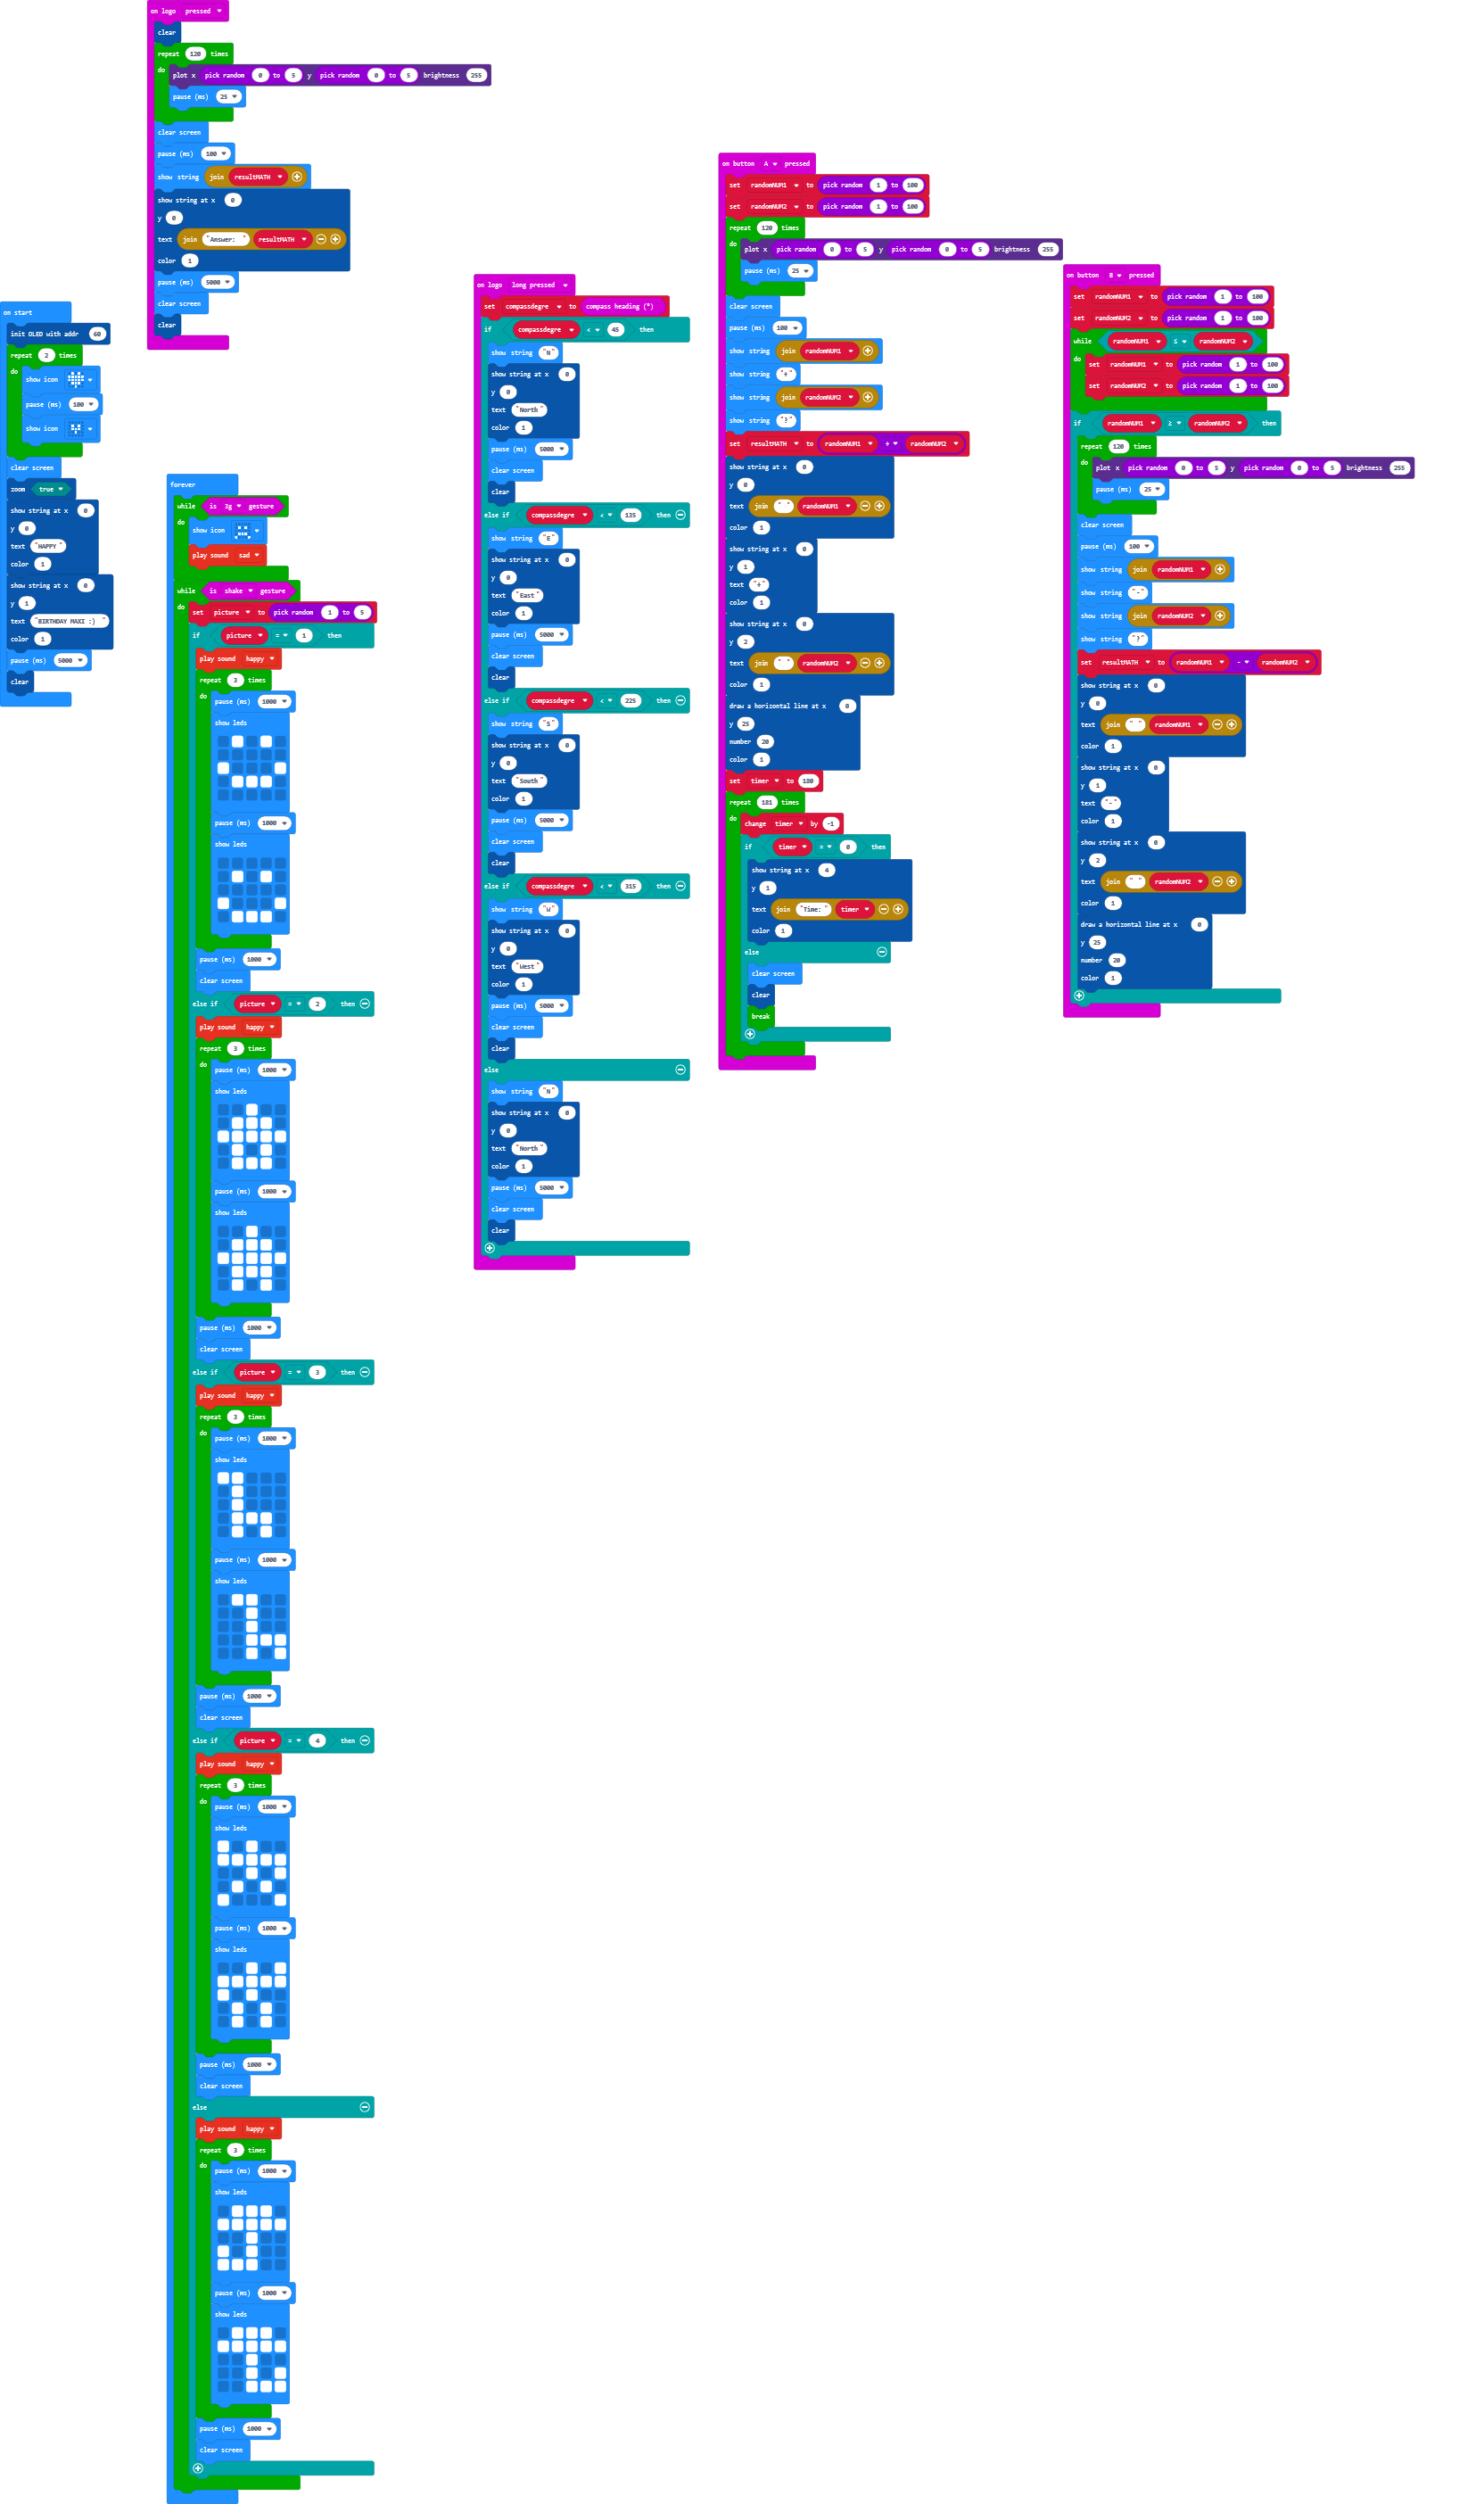 on logo pressed
clear
repeat 120 times
do
plot x pick random 0 to 5 y pick random 0 to 5 brightness 255
pause (ms) 25
clear screen
pause (ms) 100
show string join resultMATH
show string at x 0
y 0
text join "Answer: " resultMATH
color 1
pause (ms) 5000
clear screen
clear
on start
init OLED with addr 60
repeat 2 times
do
show icon
pause (ms) 100
show icon
clear screen
zoom true
show string at x 0
y 0
text "HAPPY "
color 1
show string at x 0
y 1
text "BIRTHDAY MAXI :) "
color 1
pause (ms) 5000
clear
forever
while is 3g gesture
do
show icon
play sound sad
while is shake gesture
do
set picture to pick random 1 to 5
if picture = 1 then
play sound happy
repeat 3 times
do
pause (ms) 1000
show leds
pause (ms) 1000
show leds
pause (ms) 1000
clear screen
else if picture = 2 then
play sound happy
repeat 3 times
do
pause (ms) 1000
show leds
pause (ms) 1000
show leds
pause (ms) 1000
clear screen
else if picture = 3 then
play sound happy
repeat 3 times
do
pause (ms) 1000
show leds
pause (ms) 1000
show leds
pause (ms) 1000
clear screen
else if picture = 4 then
play sound happy
repeat 3 times
do
pause (ms) 1000
show leds
pause (ms) 1000
show leds
pause (ms) 1000
clear screen
else
play sound happy
repeat 3 times
do
pause (ms) 1000
show leds
pause (ms) 1000
show leds
pause (ms) 1000
clear screen
on logo long pressed
set compassdegre to compass heading (°)
if compassdegre < 45 then
show string "N"
show string at x 0
y 0
text "North"
color 1
pause (ms) 5000
clear screen
clear
else if compassdegre < 135 then
show string "E"
show string at x 0
y 0
text "East"
color 1
pause (ms) 5000
clear screen
clear
else if compassdegre < 225 then
show string "S"
show string at x 0
y 0
text "South"
color 1
pause (ms) 5000
clear screen
clear
else if compassdegre < 315 then
show string "W"
show string at x 0
y 0
text "West"
color 1
pause (ms) 5000
clear screen
clear
else
show string "N"
show string at x 0
y 0
text "North"
color 1
pause (ms) 5000
clear screen
clear
on button A pressed
set randomNUM1 to pick random 1 to 100
set randomNUM2 to pick random 1 to 100
repeat 120 times
do
plot x pick random 0 to 5 y pick random 0 to 5 brightness 255
pause (ms) 25
clear screen
pause (ms) 100
show string join randomNUM1
show string "+"
show string join randomNUM2
show string "?"
set resultMATH to randomNUM1 + randomNUM2
show string at x 0
y 0
text join " " randomNUM1
color 1
show string at x 0
y 1
text "+"
color 1
show string at x 0
y 2
text join " " randomNUM2
color 1
draw a horizontal line at x 0
y 25
number 20
color 1
set timer to 180
repeat 181 times
do
change timer by -1
if timer = 0 then
show string at x 4
y 1
text join "Time: " timer
color 1
else
clear screen
clear
break
on button B pressed
set randomNUM1 to pick random 1 to 100
set randomNUM2 to pick random 1 to 100
while randomNUM1 ≤ randomNUM2
do
set randomNUM1 to pick random 1 to 100
set randomNUM2 to pick random 1 to 100
if randomNUM1 ≥ randomNUM2 then
repeat 120 times
do
plot x pick random 0 to 5 y pick random 0 to 5 brightness 255
pause (ms) 25
clear screen
pause (ms) 100
show string join randomNUM1
show string "-"
show string join randomNUM2
show string "?"
set resultMATH to randomNUM1 - randomNUM2
show string at x 0
y 0
text join " " randomNUM1
color 1
show string at x 0
y 1
text "-"
color 1
show string at x 0
y 2
text join " " randomNUM2
color 1
draw a horizontal line at x 0
y 25
number 20
color 1